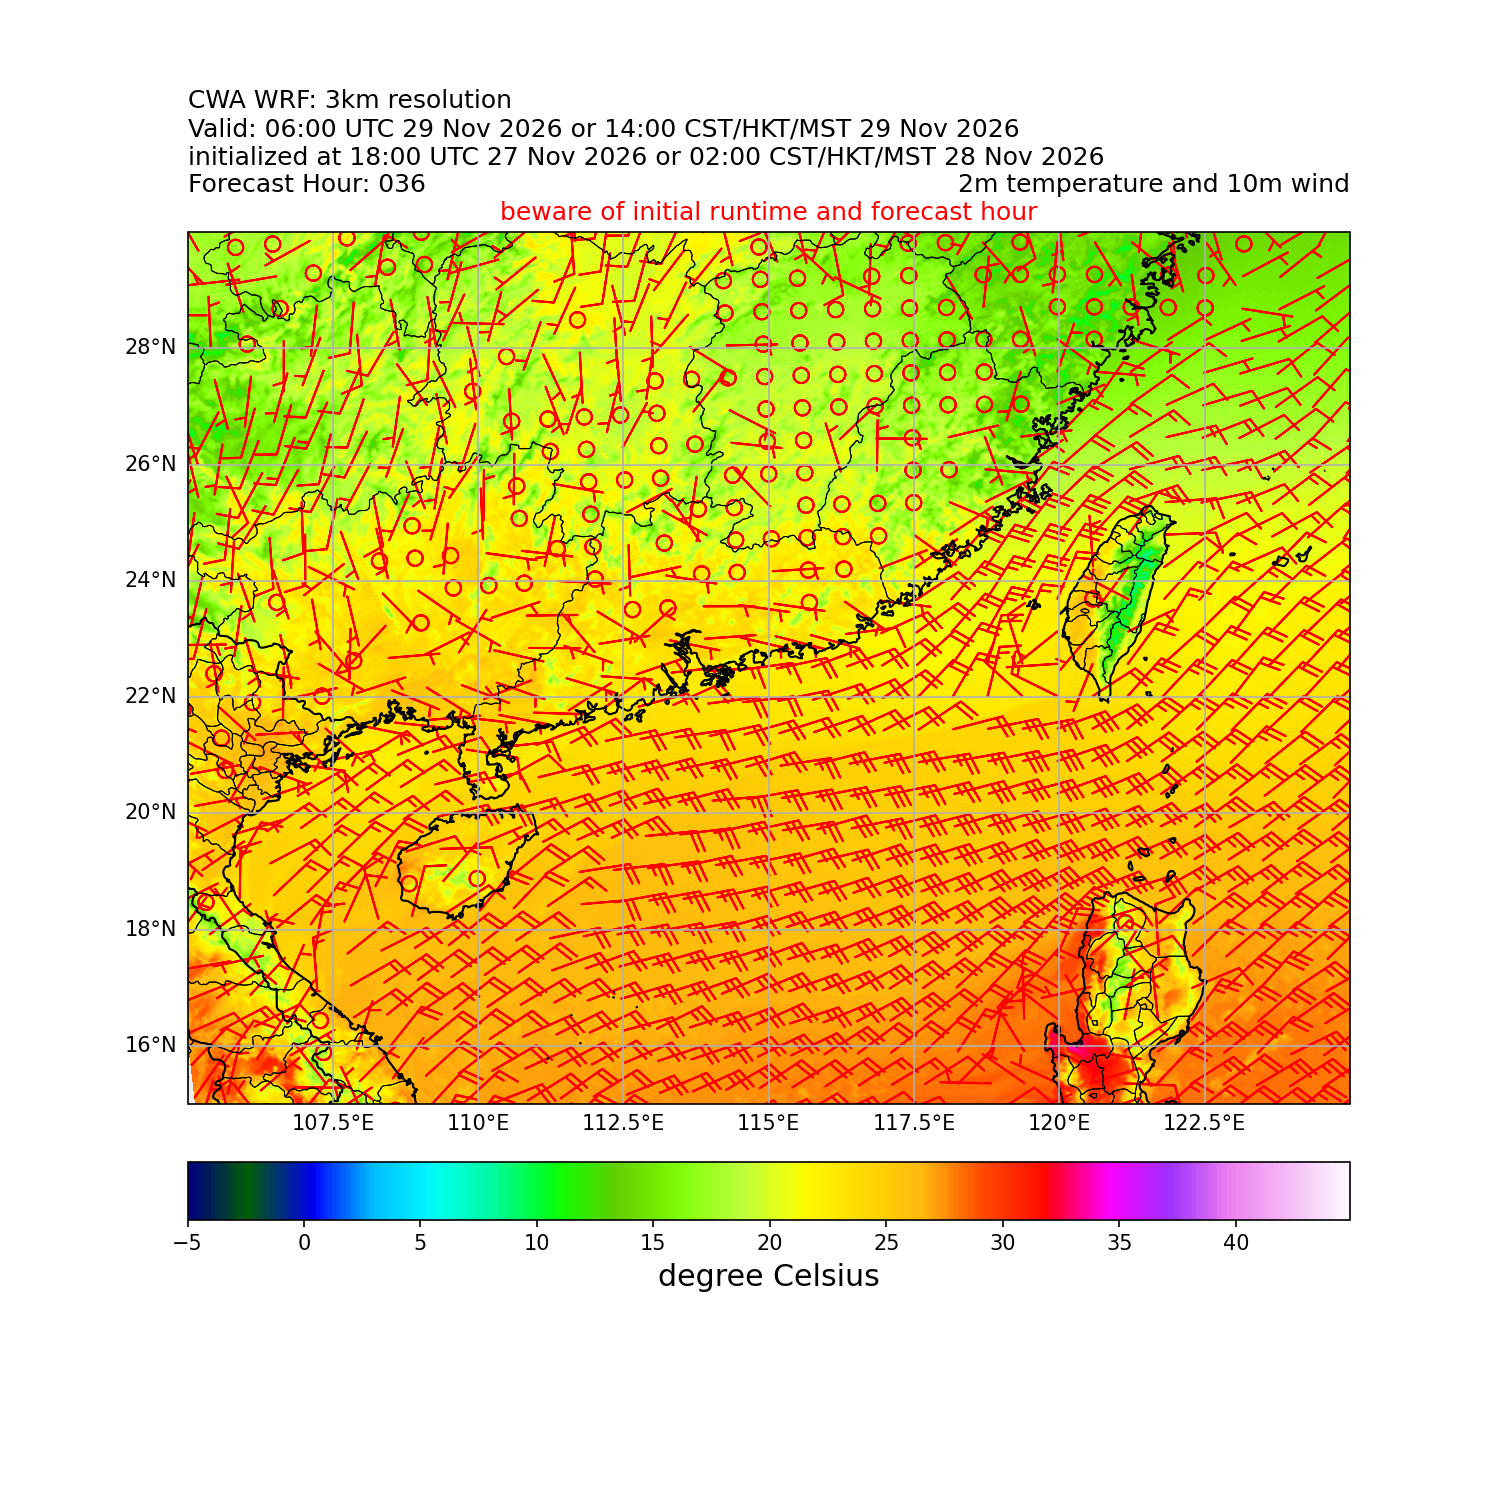 CWA WRF: 3km resolution
Valid: 06:00 UTC 29 Nov 2026 or 14:00 CST/HKT/MST 29 Nov 2026
initialized at 18:00 UTC 27 Nov 2026 or 02:00 CST/HKT/MST 28 Nov 2026
Forecast Hour: 036 2m temperature and 10m wind
beware of initial runtime and forecast hour
28°N
26°N
24°N
22°N
20°N
18°N
16°N
107.5°E 110°E 112.5°E 115°E 117.5°E 120°E 122.5°E
−5 0 5 10 15 20 25 30 35 40
degree Celsius